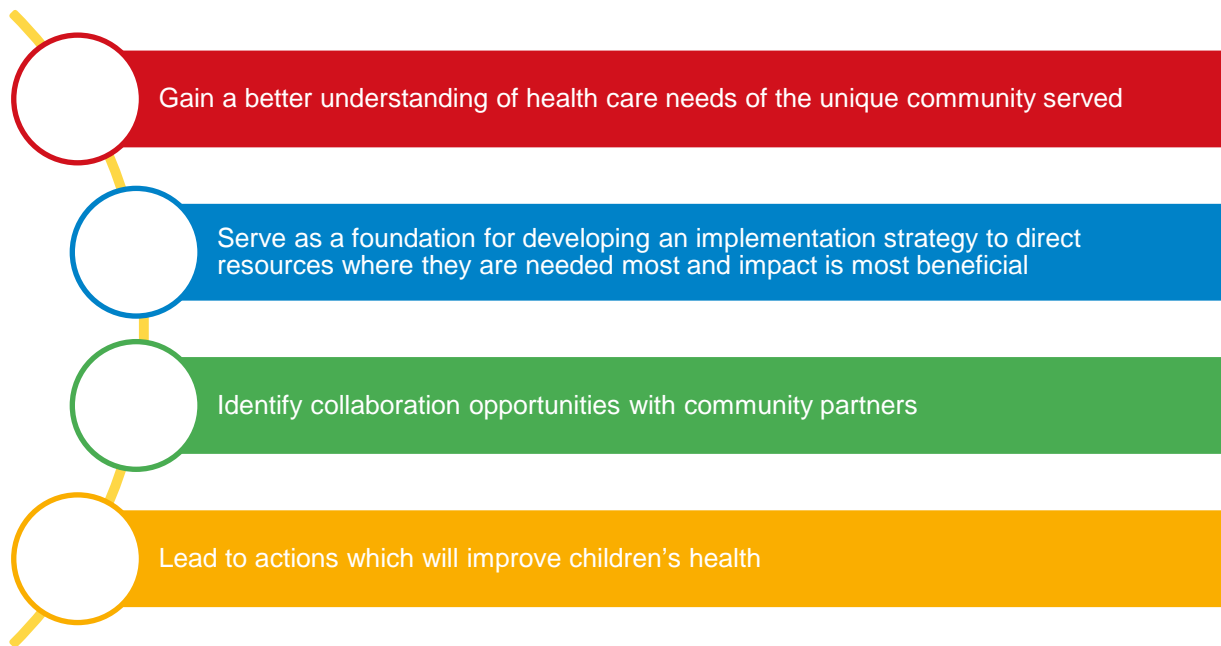 Gain a better understanding of health care needs of the unique community served
Serve as a foundation for developing an implementation strategy to direct
resources where they are needed most and impact is most beneficial
Identify collaboration opportunities with community partners
Lead to actions which will improve children’s health